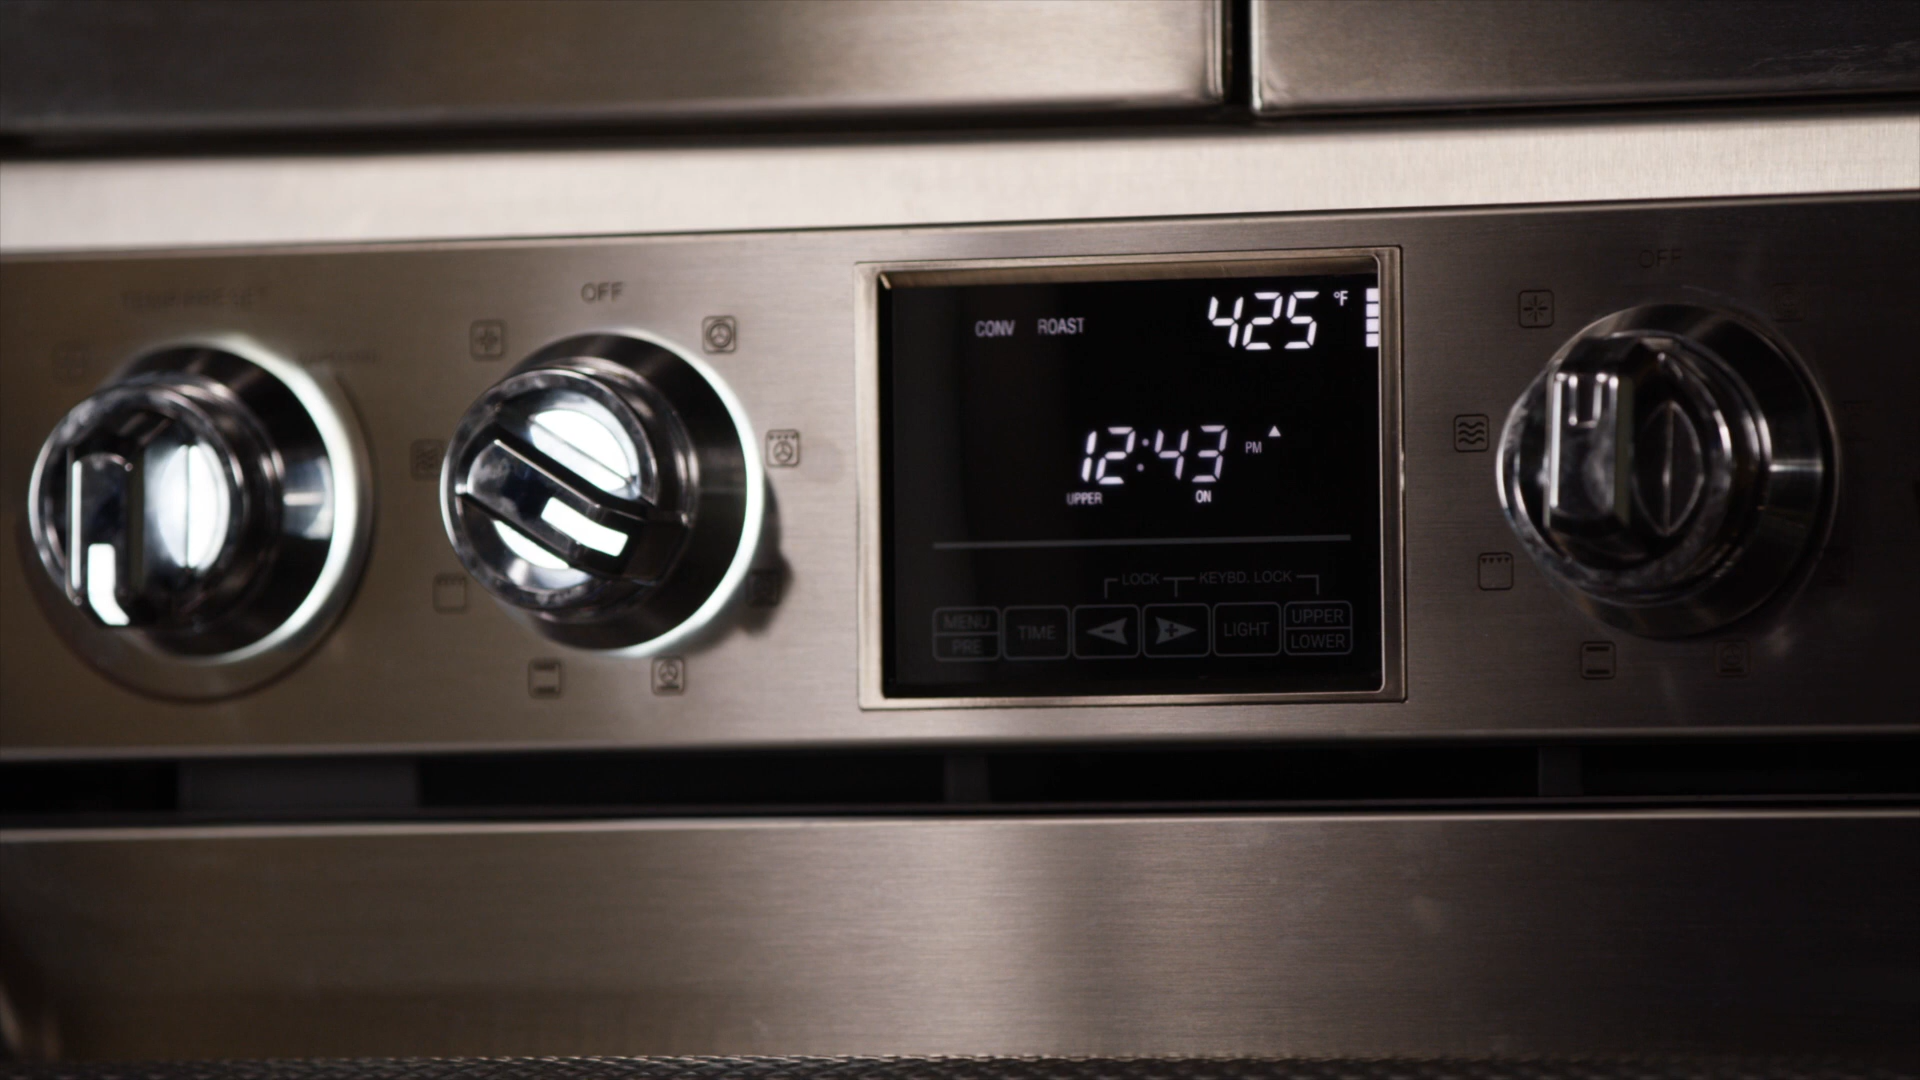 OFF
OFF
CONV ROAST 425 °F
12:43 PM
UPPER ON
LOCK KEYBD. LOCK
MENU PRE TIME - + LIGHT UPPER LOWER